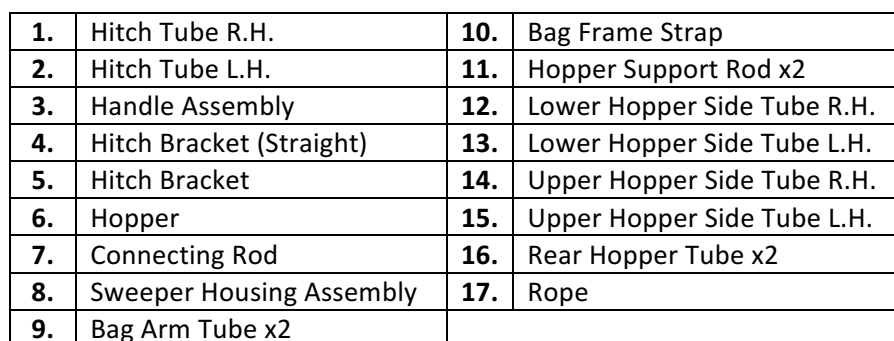 1. Hitch Tube R.H. 10. Bag Frame Strap
2. Hitch Tube L.H. 11. Hopper Support Rod x2
3. Handle Assembly 12. Lower Hopper Side Tube R.H.
4. Hitch Bracket (Straight) 13. Lower Hopper Side Tube L.H.
5. Hitch Bracket 14. Upper Hopper Side Tube R.H.
6. Hopper 15. Upper Hopper Side Tube L.H.
7. Connecting Rod 16. Rear Hopper Tube x2
8. Sweeper Housing Assembly 17. Rope
9. Bag Arm Tube x2